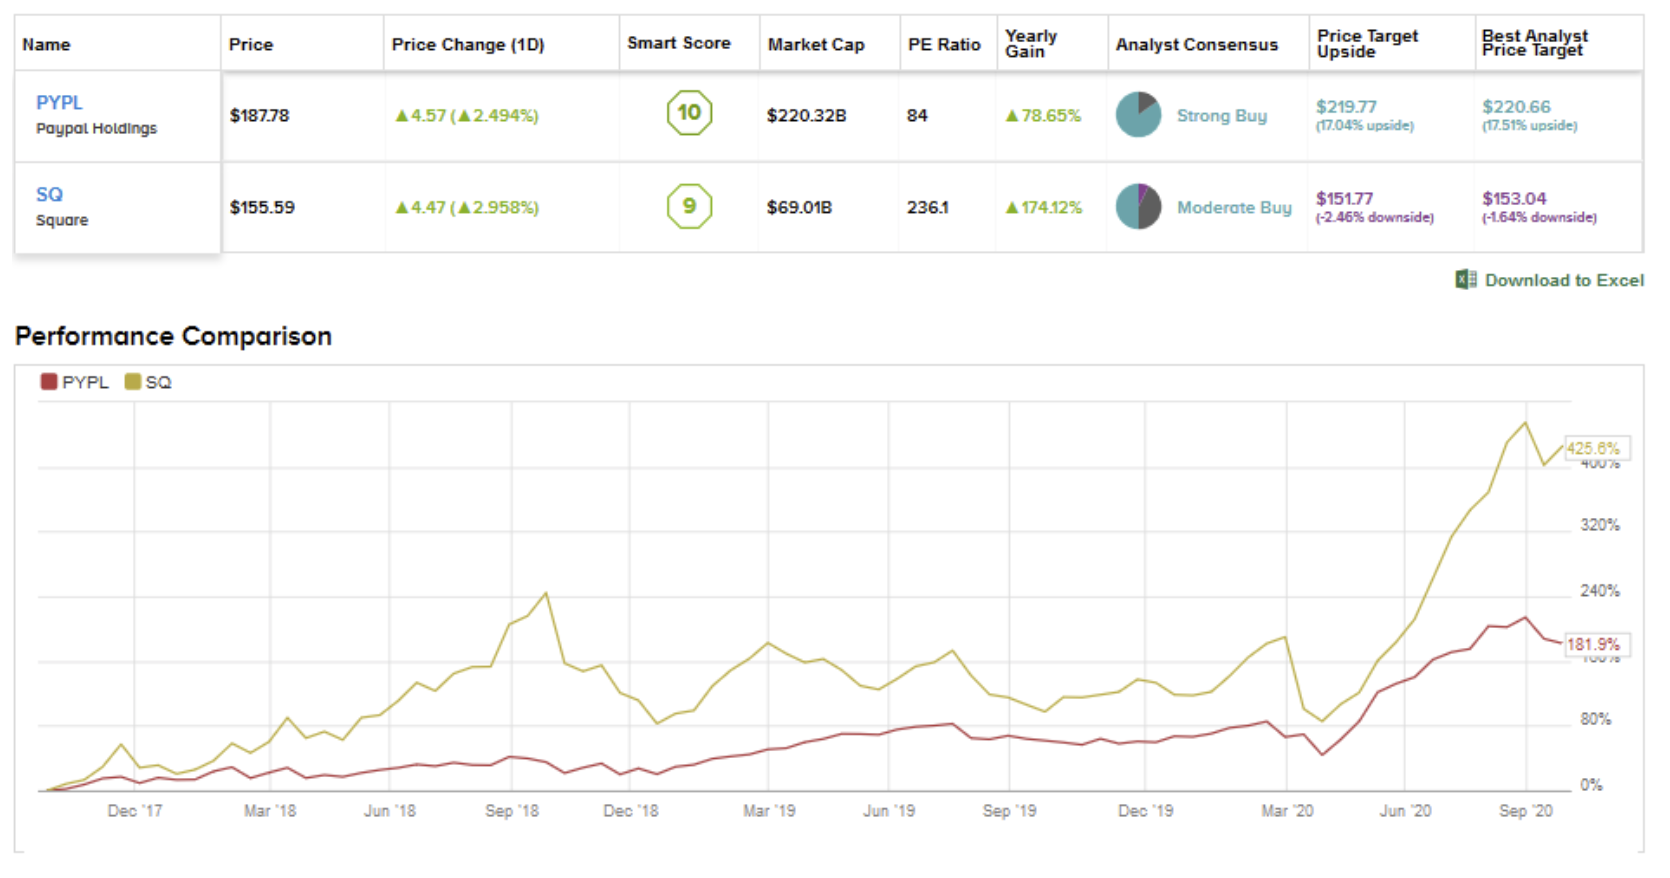 Name Price Price Change (1D) Smart Score Market Cap PE Ratio Yearly Gain Analyst Consensus Price Target Upside Best Analyst Price Target
PYPL $187.78 ▲4.57 (▲2.494%) 10 $220.32B 84 ▲78.65% Strong Buy $219.77 $220.66
Paypal Holdings (17.04% upside) (17.51% upside)
SQ $155.59 ▲4.47 (▲2.958%) 9 $69.01B 236.1 ▲174.12% Moderate Buy $151.77 $153.04
Square (-2.46% downside) (-1.64% downside)
Download to Excel
Performance Comparison
PYPL SQ
425.6%
400%
320%
240%
181.9%
80%
0%
Dec '17 Mar '18 Jun '18 Sep '18 Dec '18 Mar '19 Jun '19 Sep '19 Dec '19 Mar '20 Jun '20 Sep '20